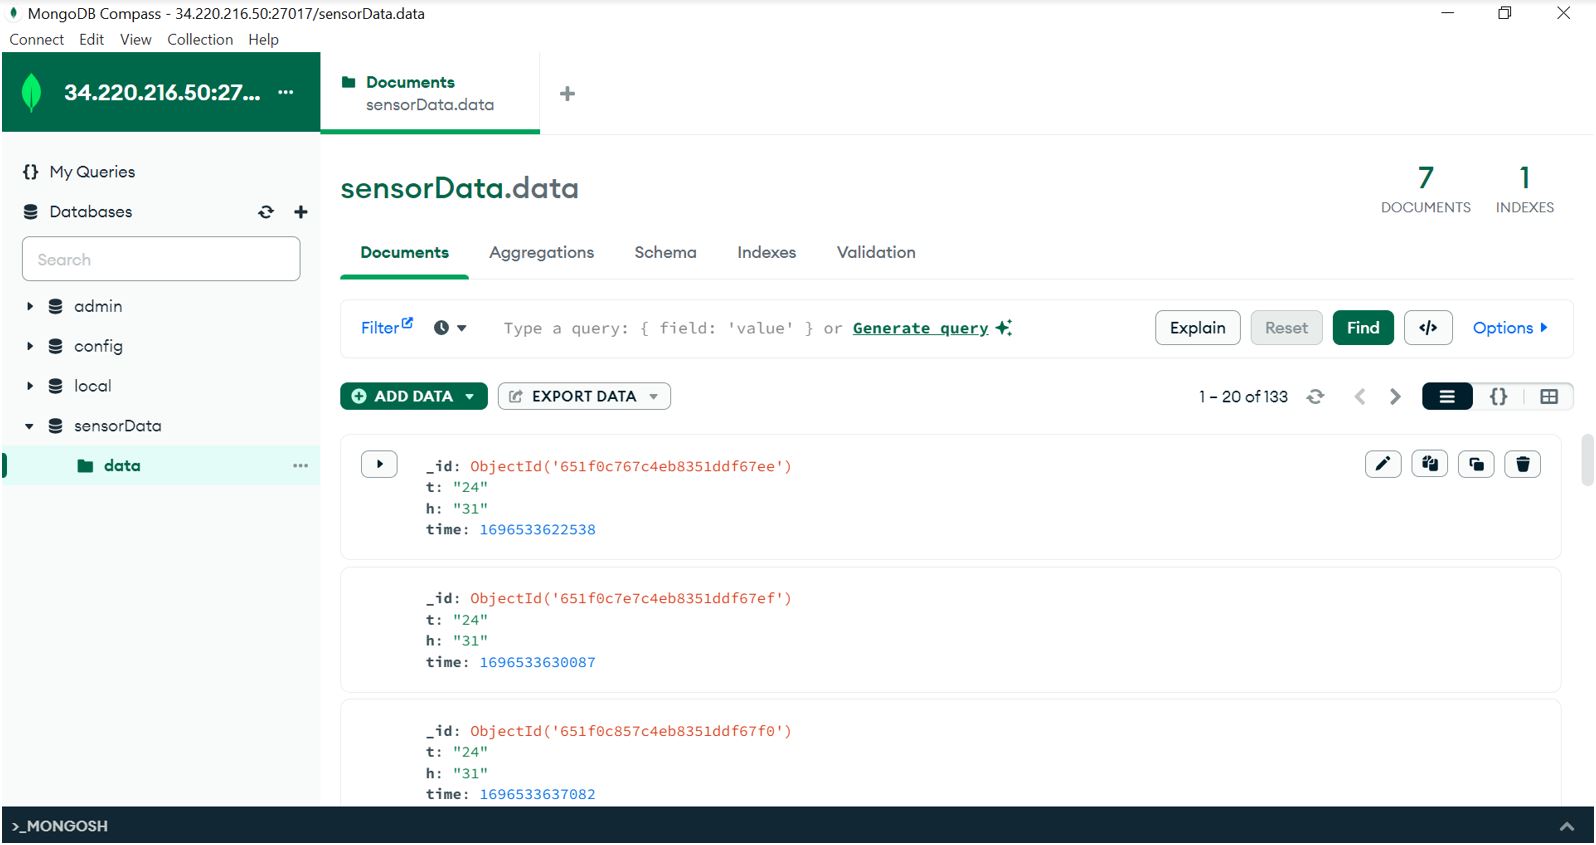 MongoDB Compass - 34.220.216.50:27017/sensorData.data
Connect Edit View Collection Help
34.220.216.50:27... ...
Documents
sensorData.data
My Queries
Databases
Search
admin
config
local
sensorData
data
sensorData.data
7
DOCUMENTS
1
INDEXES
Documents Aggregations Schema Indexes Validation
Filter Type a query: { field: 'value' } or Generate query Explain Reset Find </> Options
ADD DATA EXPORT DATA 1 – 20 of 133 {}
_id: ObjectId('651f0c767c4eb8351ddf67ee')
t: "24"
h: "31"
time: 1696533622538
_id: ObjectId('651f0c7e7c4eb8351ddf67ef')
t: "24"
h: "31"
time: 1696533630087
_id: ObjectId('651f0c857c4eb8351ddf67f0')
t: "24"
h: "31"
time: 1696533637082
>_MONGOSH